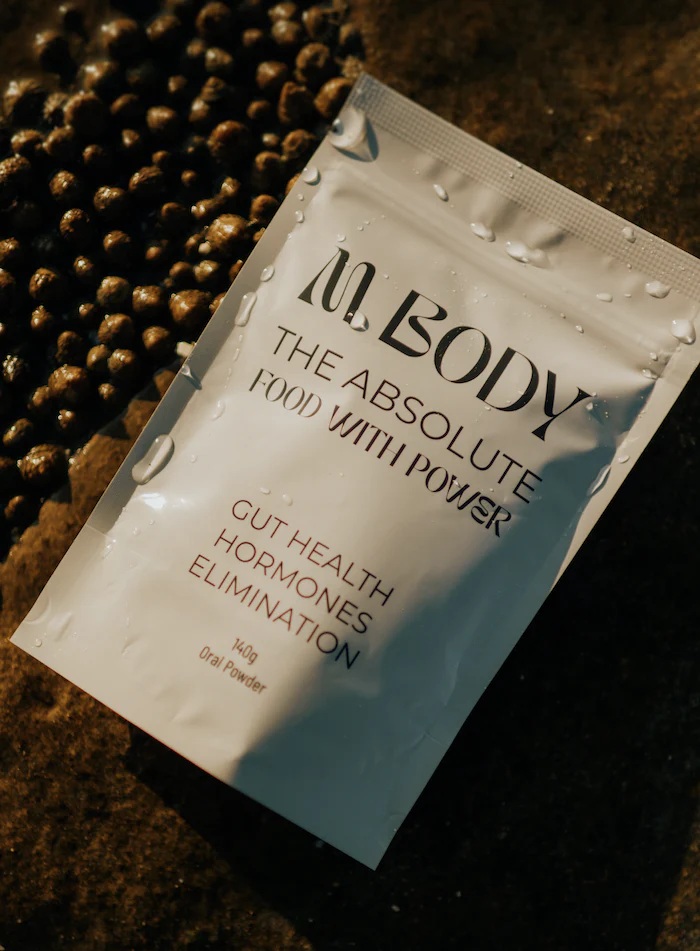 M BODY
THE ABSOLUTE
FOOD WITH POWER
GUT HEALTH
HORMONES
ELIMINATION
140g
Oral Powder